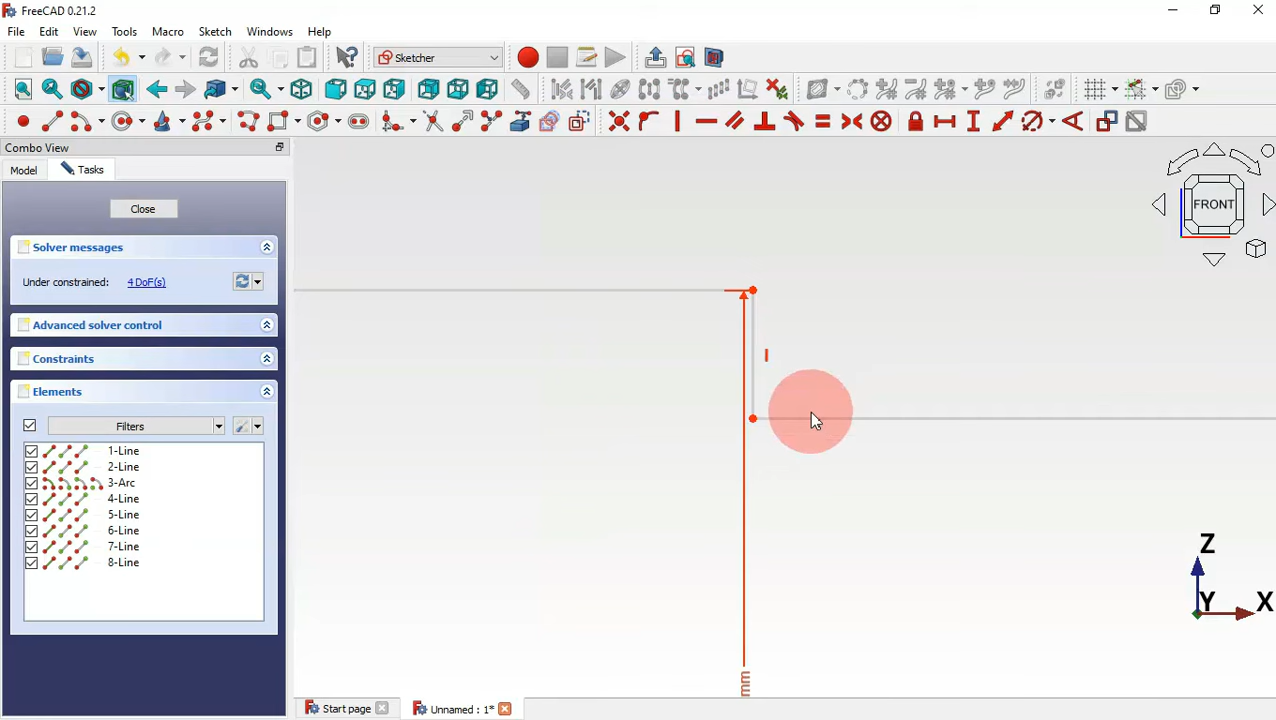 FreeCAD 0.21.2
File Edit View Tools Macro Sketch Windows Help
Sketcher
Combo View
Model Tasks
Close
Solver messages
Under constrained: 4 DoF(s)
Advanced solver control
Constraints
Elements
Filters
1-Line
2-Line
3-Arc
4-Line
5-Line
6-Line
7-Line
8-Line
FRONT
mm
Z
Y X
Start page Unnamed : 1*